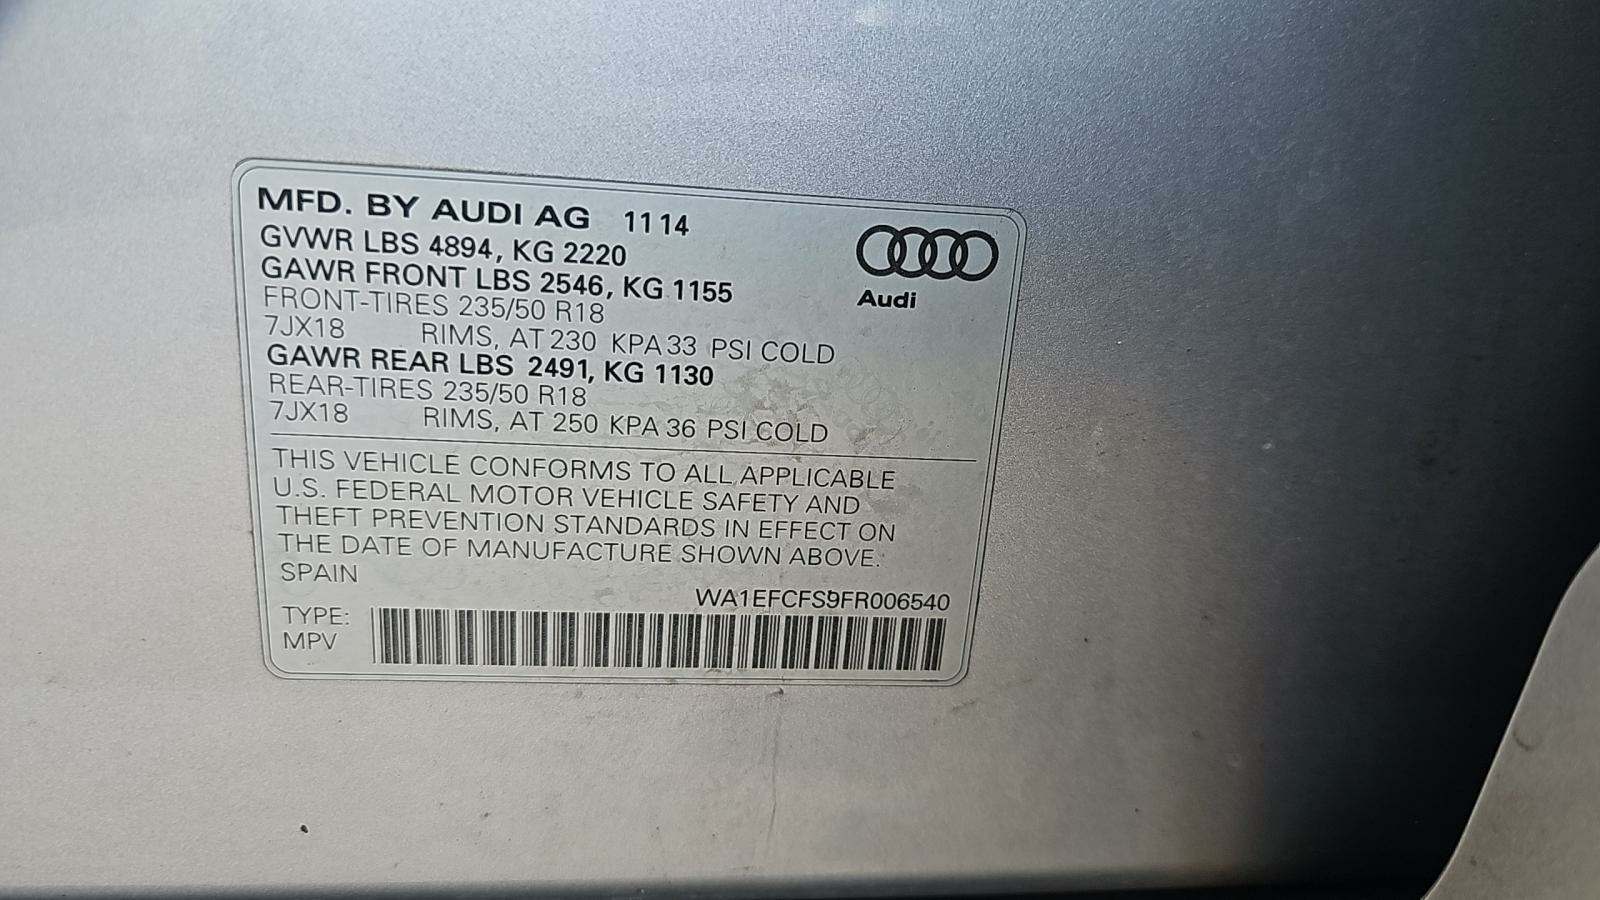 MFD. BY AUDI AG 11 14
GVWR LBS 4894, KG 2220
GAWR FRONT LBS 2546, KG 1155
FRONT-TIRES 235/50 R18
7JX18 RIMS, AT 230 KPA 33 PSI COLD
GAWR REAR LBS 2491, KG 1130
REAR-TIRES 235/50 R18
7JX18 RIMS, AT 250 KPA 36 PSI COLD
Audi
THIS VEHICLE CONFORMS TO ALL APPLICABLE
U.S. FEDERAL MOTOR VEHICLE SAFETY AND
THEFT PREVENTION STANDARDS IN EFFECT ON
THE DATE OF MANUFACTURE SHOWN ABOVE.
SPAIN
WA1EFCFS9FR006540
TYPE:
MPV